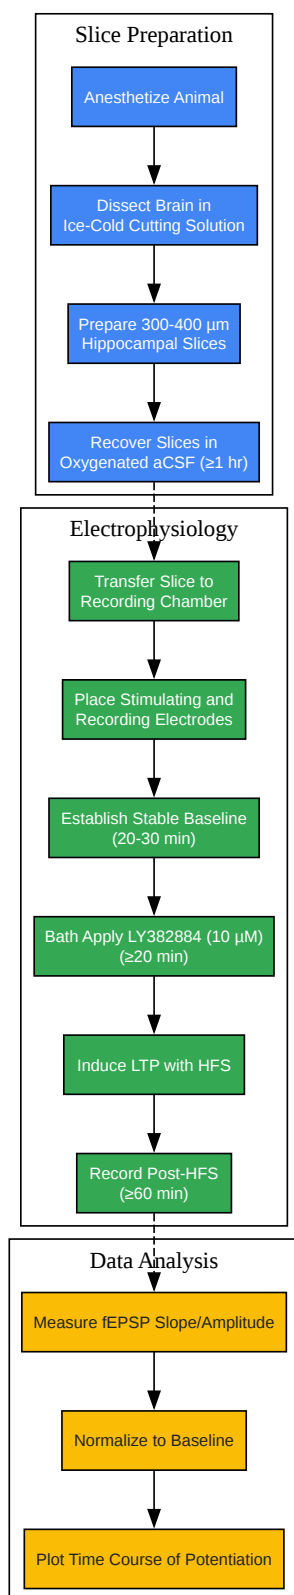 Slice Preparation
Anesthetize Animal
Dissect Brain in
Ice-Cold Cutting Solution
Prepare 300-400 µm
Hippocampal Slices
Recover Slices in
Oxygenated aCSF (≥1 hr)
Electrophysiology
Transfer Slice to
Recording Chamber
Place Stimulating and
Recording Electrodes
Establish Stable Baseline
(20-30 min)
Bath Apply LY382884 (10 µM)
(≥20 min)
Induce LTP with HFS
Record Post-HFS
(≥60 min)
Data Analysis
Measure fEPSP Slope/Amplitude
Normalize to Baseline
Plot Time Course of Potentiation